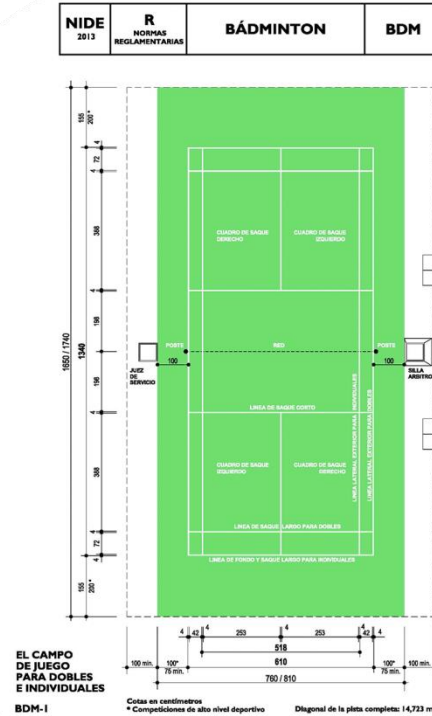 NIDE
2013
R
NORMAS
REGLAMENTARIAS
BÁDMINTON
BDM
155
200*
4
72
4
388
4
198
1340
1650 / 1740
198
4
388
4
72
4
155
200*
CUADRO DE SAQUE
DERECHO
CUADRO DE SAQUE
IZQUIERDO
POSTE
RED
POSTE
100
100
JUEZ
DE
SERVICIO
SILLA
ARBITRO
LINEA DE SAQUE CORTO
LINEA LATERAL EXTERIOR PARA INDIVIDUALES
LINEA LATERAL EXTERIOR PARA DOBLES
CUADRO DE SAQUE
IZQUIERDO
CUADRO DE SAQUE
DERECHO
LINEA DE SAQUE LARGO PARA DOBLES
LINEA DE FONDO Y SAQUE LARGO PARA INDIVIDUALES
4 42 4 253 4 253 4 42 4
518
610
100 min.
100*
75 min.
100*
75 min.
100 min.
760 / 810
EL CAMPO
DE JUEGO
PARA DOBLES
E INDIVIDUALES
BDM-1
Cotas en centímetros
* Competiciones de alto nivel deportivo
Diagonal de la pista completa: 14,723 m